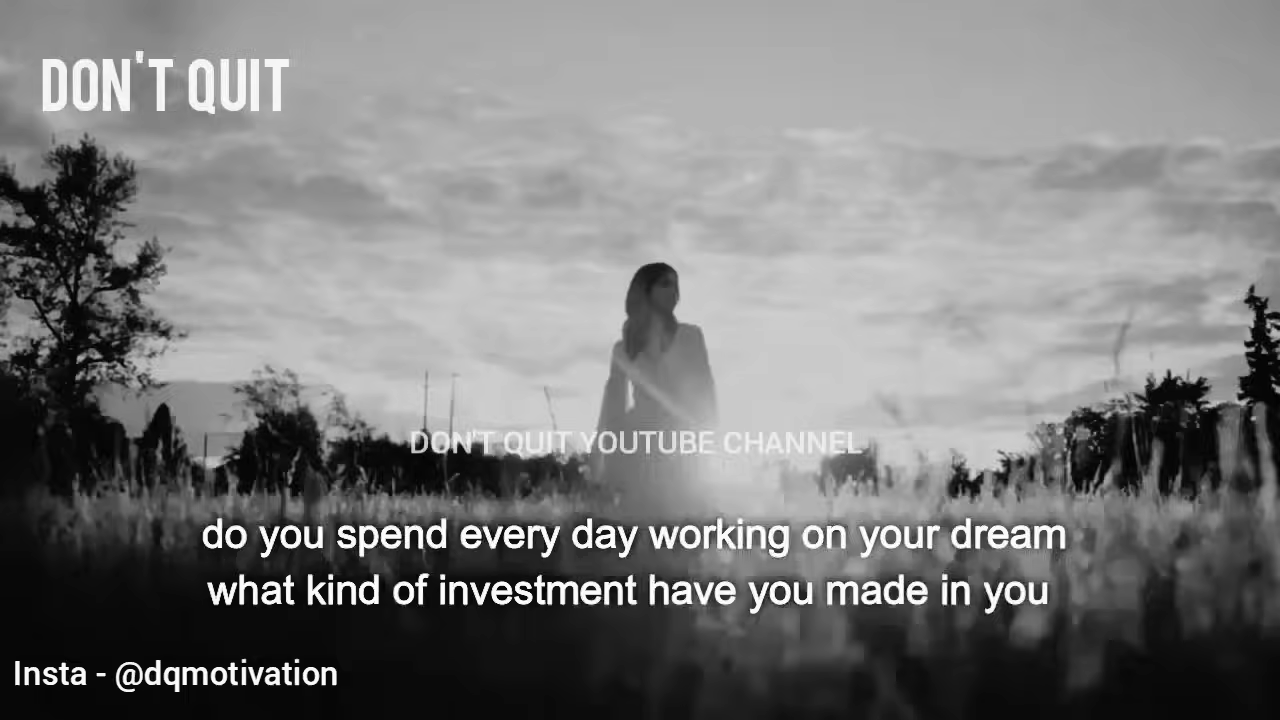 DON'T QUIT
DON'T QUIT YOUTUBE CHANNEL
do you spend every day working on your dream
what kind of investment have you made in you
Insta - @dqmotivation